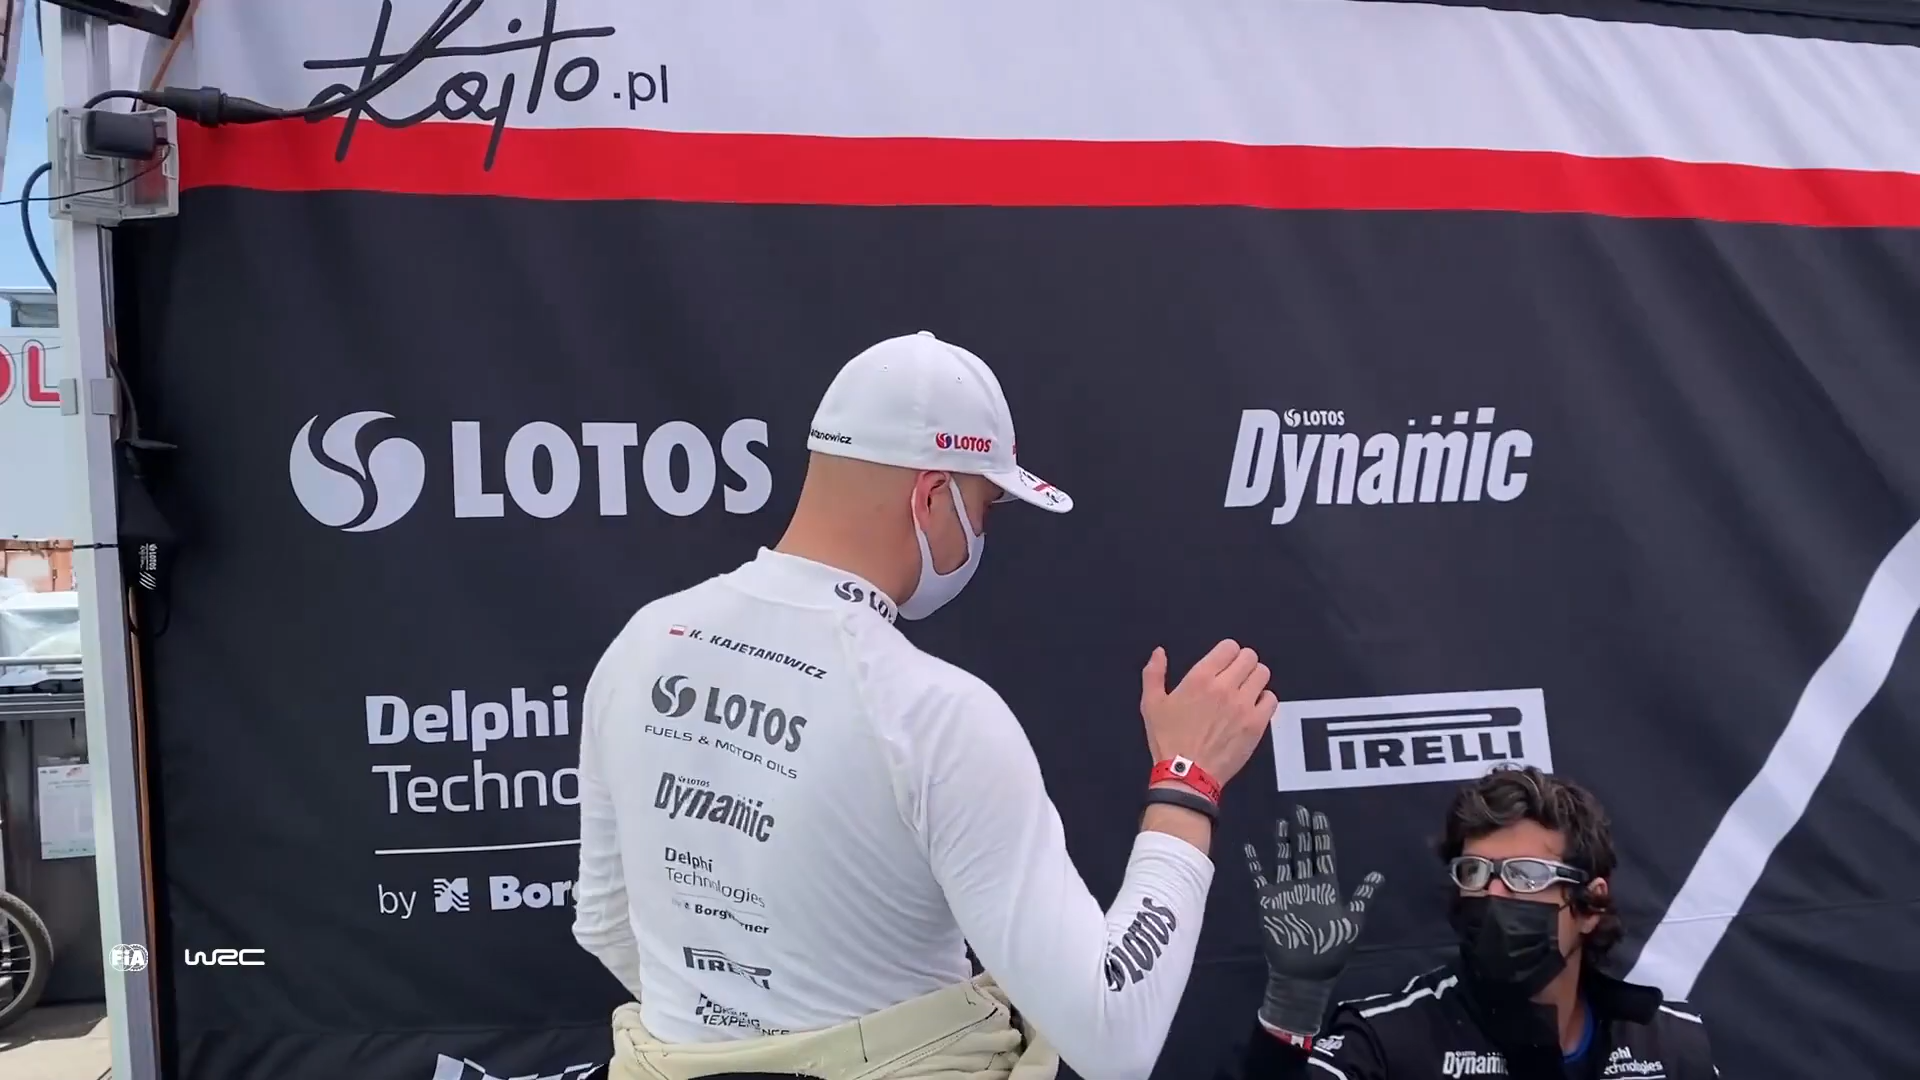 Kajto.pl
OL
LOTOS
LOTOS
Dynamic
LOTOS
K. KAJETANOWICZ
LOTOS
FUELS & MOTOR OILS
LOTOS
Dynamic
Delphi
Technologies
by BorgWarner
PIRELLI
LOTOS
Delphi
Techno
by Borg
PIRELLI
FIA WRC
Dynamic